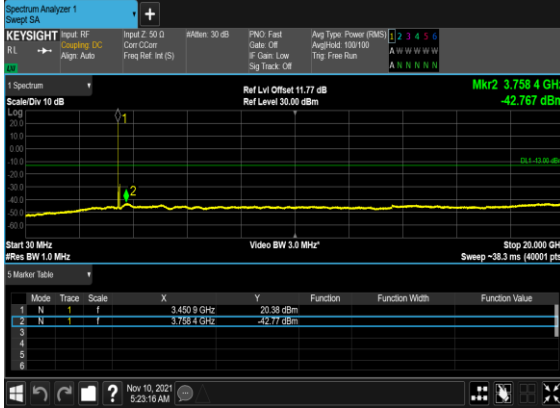 Spectrum Analyzer 1
Swept SA
+
KEYSIGHT
RL
Input: RF
Coupling: DC
Align: Auto
Input Z: 50 Ω
Corr CCorr
Freq Ref: Int (S)
#Atten: 30 dB
PNO: Fast
Gate: Off
IF Gain: Low
Sig Track: Off
Avg Type: Power (RMS)
Avg|Hold: 100/100
Trig: Free Run
1 2 3 4 5 6
A W W W W W
A N N N N N
1 Spectrum
Scale/Div 10 dB
Ref Lvl Offset 11.77 dB
Ref Level 30.00 dBm
Mkr2 3.758 4 GHz
-42.767 dBm
Log
20.0
10.0
0.00
-10.0
-20.0
-30.0
-40.0
-50.0
-60.0
1
2
DL1 -13.00 dBm
Start 30 MHz
#Res BW 1.0 MHz
Video BW 3.0 MHz*
Stop 20.000 GHz
Sweep ~38.3 ms (40001 pts)
5 Marker Table
Mode Trace Scale X Y Function Function Width Function Value
1 N 1 f 3.450 9 GHz 20.38 dBm
2 N 1 f 3.758 4 GHz -42.77 dBm
3
4
5
6
?
Nov 10, 2021
5:23:16 AM